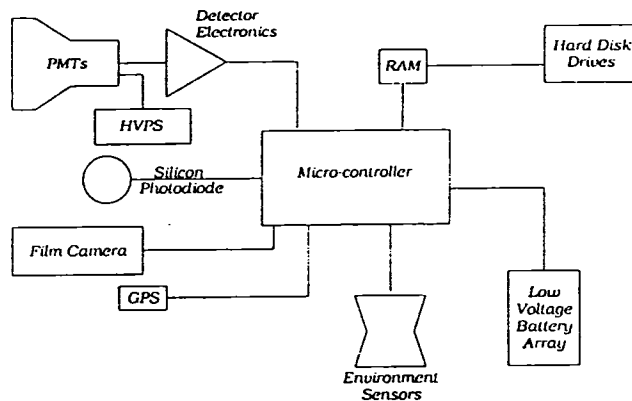 Detector
Electronics
PMTs
HVPS
RAM
Hard Disk
Drives
Silicon
Photodiode
Micro-controller
Film Camera
GPS
Low
Voltage
Battery
Array
Environment
Sensors